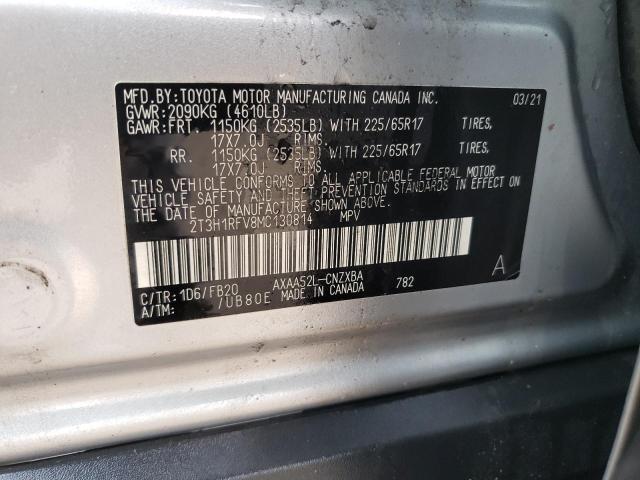 MFD.BY:TOYOTA MOTOR MANUFACTURING CANADA INC. 03/21
GVWR:2090KG (4610LB)
GAWR:FRT. 1150KG (2535LB) WITH 225/65R17 TIRES,
17X7.0J RIMS.
RR. 1150KG (2535LB) WITH 225/65R17 TIRES,
17X7.0J RIMS.
THIS VEHICLE CONFORMS TO ALL APPLICABLE FEDERAL MOTOR
VEHICLE SAFETY AND THEFT PREVENTION STANDARDS IN EFFECT ON
THE DATE OF MANUFACTURE SHOWN ABOVE.
2T3H1RFV8MC130814 MPV
C/TR:1D6/FB20 AXAA52L-CNZXBA 782 A
A/TM: /UB80E MADE IN CANADA